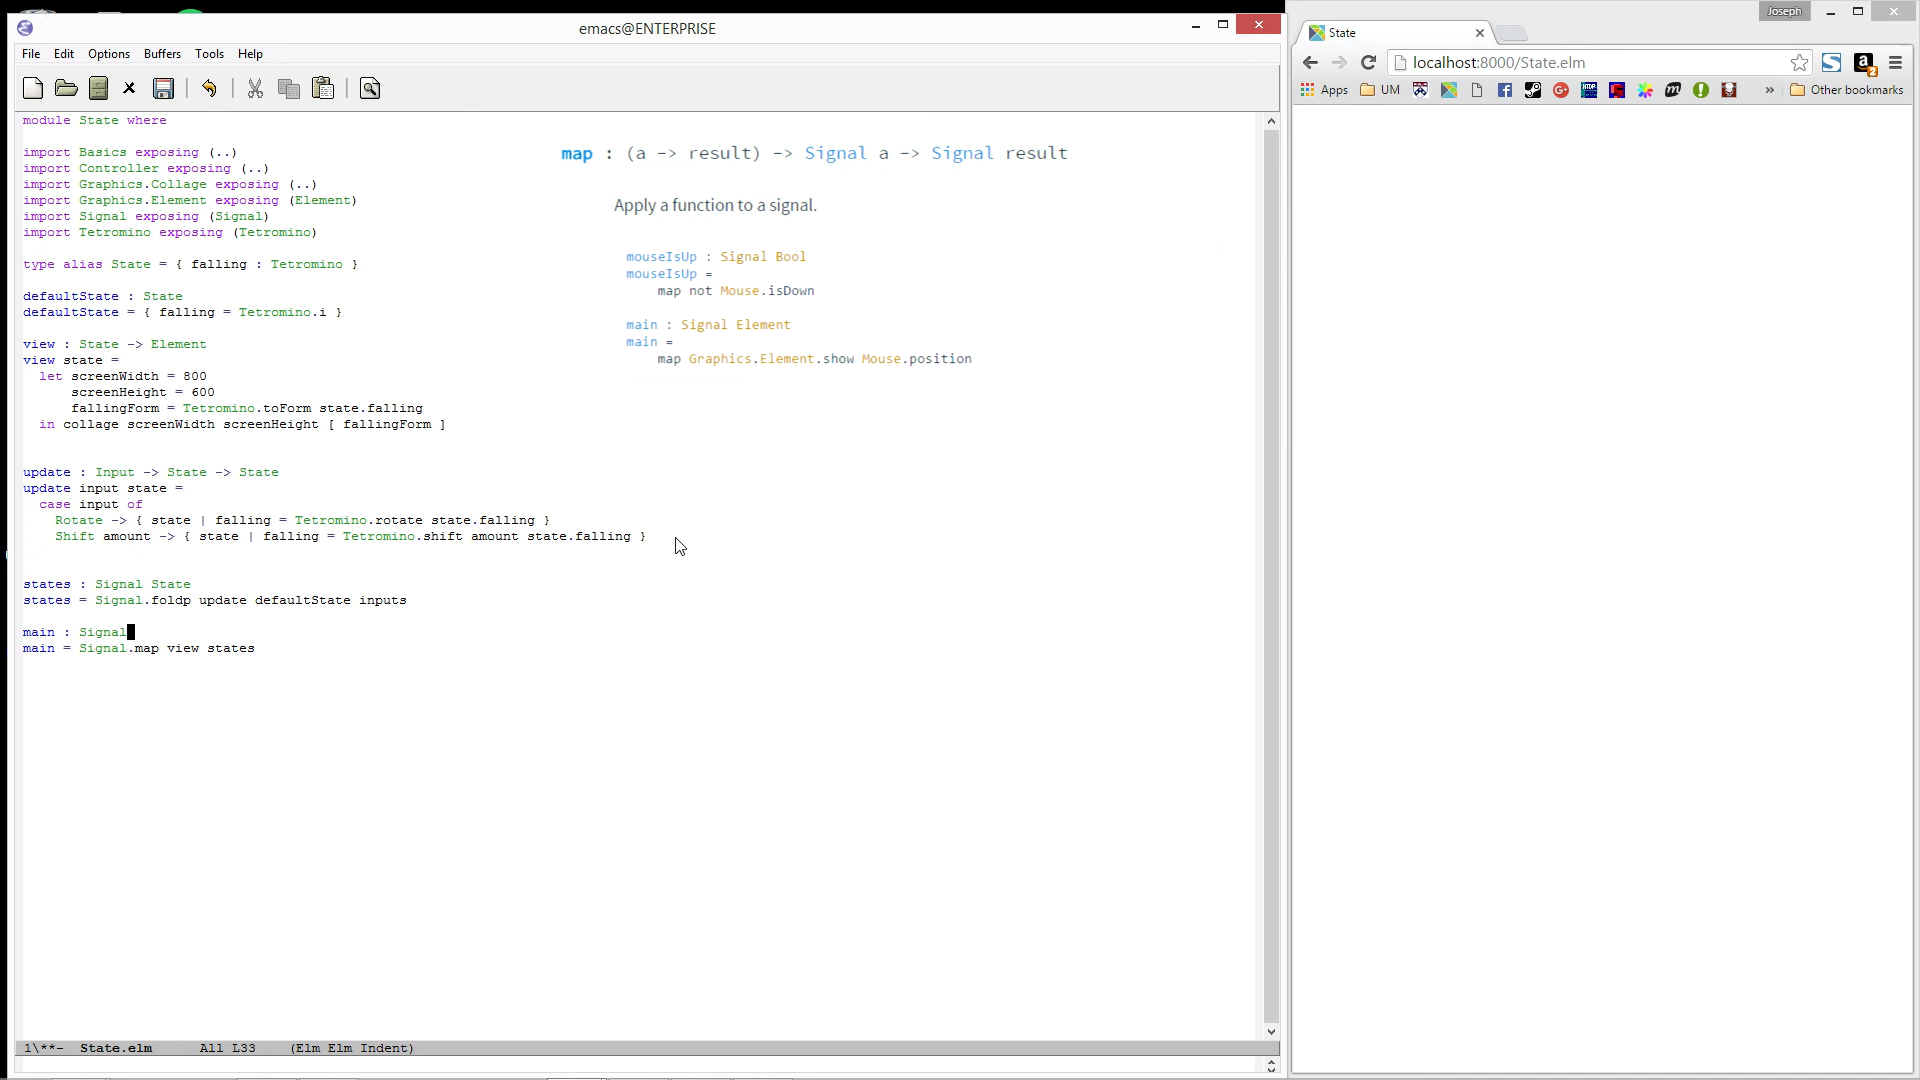 emacs@ENTERPRISE
File Edit Options Buffers Tools Help
module State where
import Basics exposing (..)
import Controller exposing (..)
import Graphics.Collage exposing (..)
import Graphics.Element exposing (Element)
import Signal exposing (Signal)
import Tetromino exposing (Tetromino)
type alias State = { falling : Tetromino }
defaultState : State
defaultState = { falling = Tetromino.i }
view : State -> Element
view state =
let screenWidth = 800
screenHeight = 600
fallingForm = Tetromino.toForm state.falling
in collage screenWidth screenHeight [ fallingForm ]
update : Input -> State -> State
update input state =
case input of
Rotate -> { state | falling = Tetromino.rotate state.falling }
Shift amount -> { state | falling = Tetromino.shift amount state.falling }
states : Signal State
states = Signal.foldp update defaultState inputs
main : Signal
main = Signal.map view states
map : (a -> result) -> Signal a -> Signal result
Apply a function to a signal.
mouseIsUp : Signal Bool
mouseIsUp =
map not Mouse.isDown
main : Signal Element
main =
map Graphics.Element.show Mouse.position
1\**- State.elm All L33 (Elm Elm Indent)
Joseph
State
localhost:8000/State.elm
Apps UM » Other bookmarks